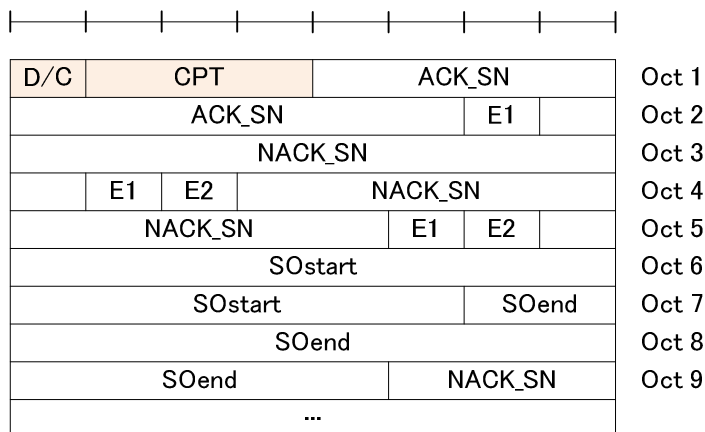 D/C CPT ACK_SN Oct 1
ACK_SN E1 Oct 2
NACK_SN Oct 3
E1 E2 NACK_SN Oct 4
NACK_SN E1 E2 Oct 5
SOstart Oct 6
SOstart SOend Oct 7
SOend Oct 8
SOend NACK_SN Oct 9
...